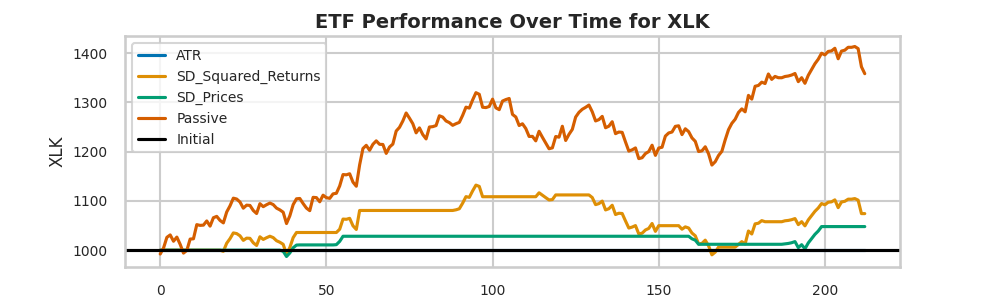 ETF Performance Over Time for XLK
XLK
1400
1300
1200
1100
1000
ATR
SD_Squared_Returns
SD_Prices
Passive
Initial
0 50 100 150 200